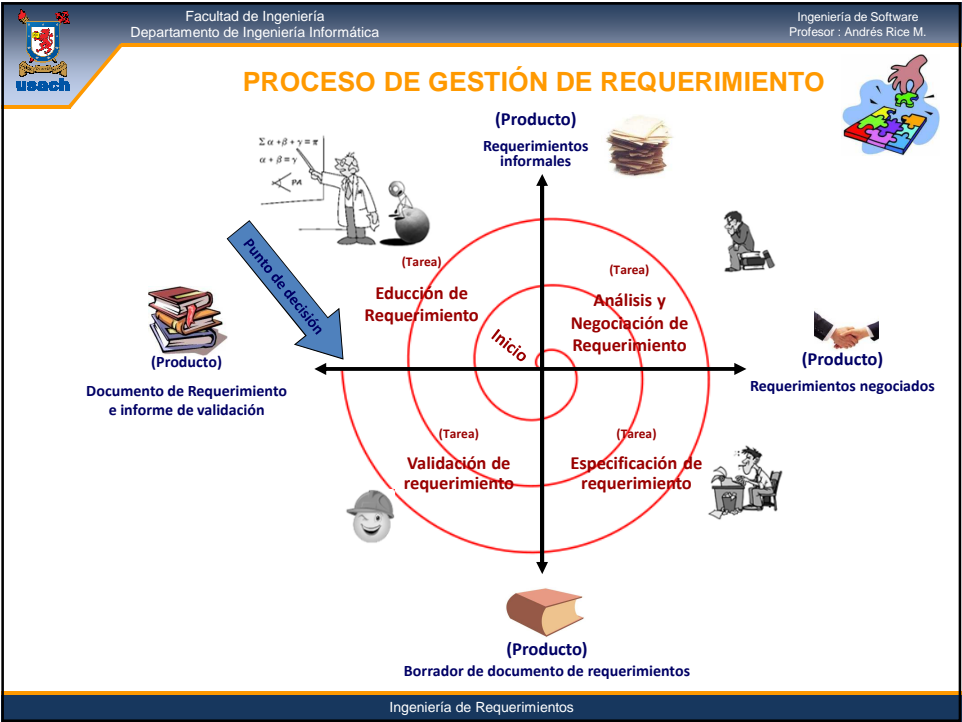 Facultad de Ingeniería
Departamento de Ingeniería Informática
Ingeniería de Software
Profesor : Andrés Rice M.
usach
PROCESO DE GESTIÓN DE REQUERIMIENTO
(Producto)
Requerimientos
informales
Σ α + β + γ = π
α + β = γ
PA
Punto de decisión
(Tarea)
Educción de
Requerimiento
(Tarea)
Análisis y
Negociación de
Requerimiento
Inicio
(Producto)
Documento de Requerimiento
e informe de validación
(Producto)
Requerimientos negociados
(Tarea)
Validación de
requerimiento
(Tarea)
Especificación de
requerimiento
(Producto)
Borrador de documento de requerimientos
Ingeniería de Requerimientos